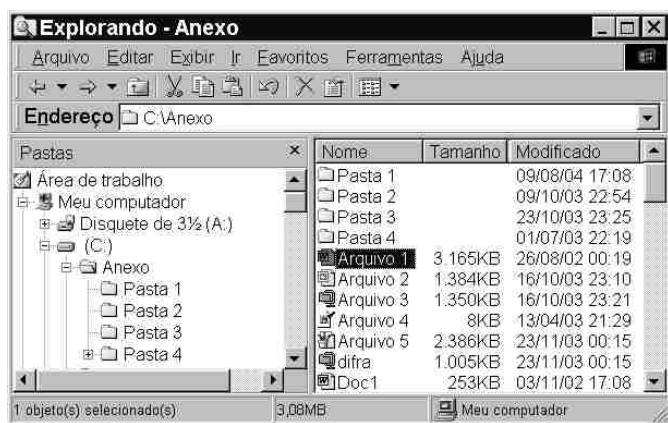 Explorando - Anexo
Arquivo Editar Exibir Ir Favoritos Ferramentas Ajuda
Endereço C:\Anexo
Pastas
Área de trabalho
Meu computador
Disquete de 3½ (A:)
(C:)
Anexo
Pasta 1
Pasta 2
Pasta 3
Pasta 4
Nome Tamanho Modificado
Pasta 1 09/08/04 17:08
Pasta 2 09/10/03 22:54
Pasta 3 23/10/03 23:25
Pasta 4 01/07/03 22:19
Arquivo 1 3.165KB 26/08/02 00:19
Arquivo 2 1.384KB 16/10/03 23:10
Arquivo 3 1.350KB 16/10/03 23:21
Arquivo 4 8KB 13/04/03 21:29
Arquivo 5 2.386KB 23/11/03 00:15
difra 1.005KB 23/11/03 00:15
Doc1 253KB 03/11/02 17:08
1 objeto(s) selecionado(s) 3,08MB Meu computador